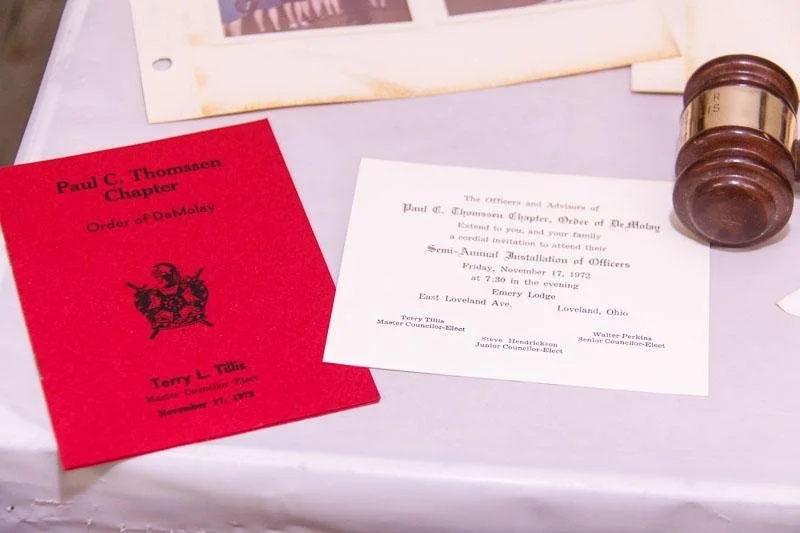 Paul C. Thomssen
Chapter
Order of DeMolay
Terry L. Tillis
Master Councilor Elect
November 17, 1972
The Officers and Advisors of
Paul C. Thomssen Chapter, Order of DeMolay
Extend to you, and your family
a cordial invitation to attend their
Semi-Annual Installation of Officers
Friday, November 17, 1972
at 7:30 in the evening
Emery Lodge
East Loveland Ave. Loveland, Ohio
Terry Tillis
Master Councilor-Elect
Steve Hendrickson
Junior Councilor-Elect
Walter Perkins
Senior Councilor-Elect